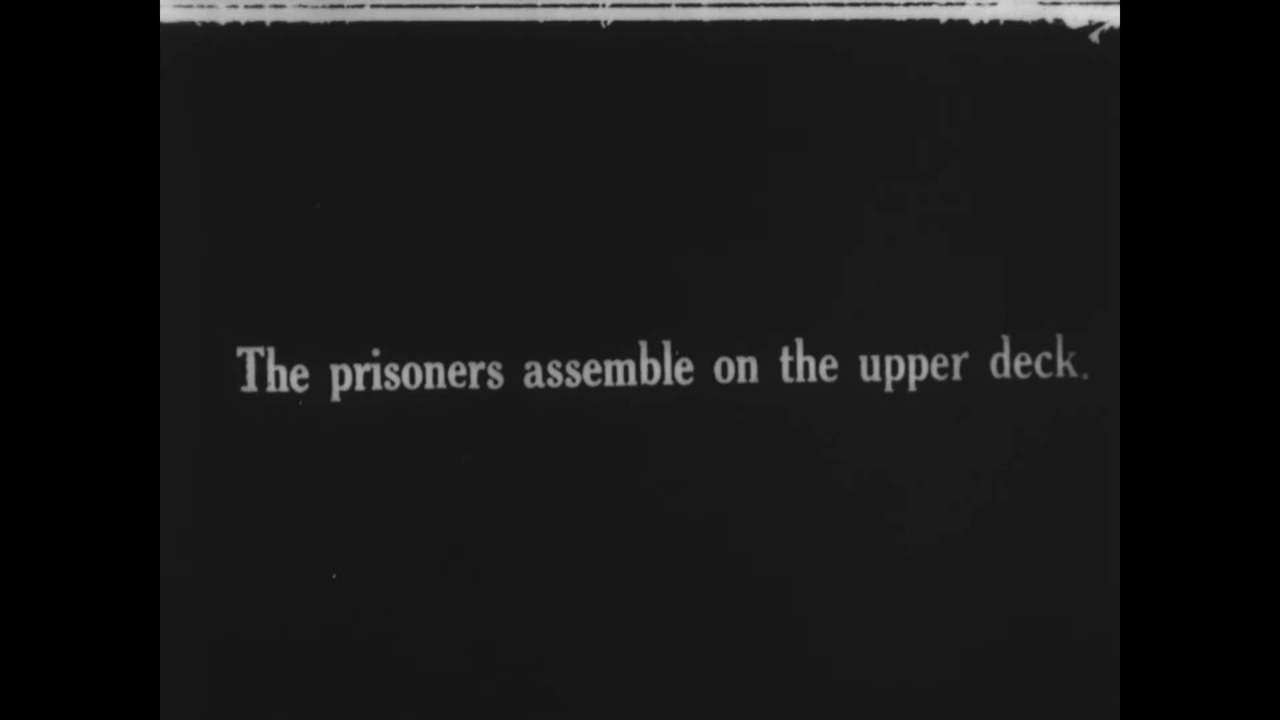 The prisoners assemble on the upper deck.